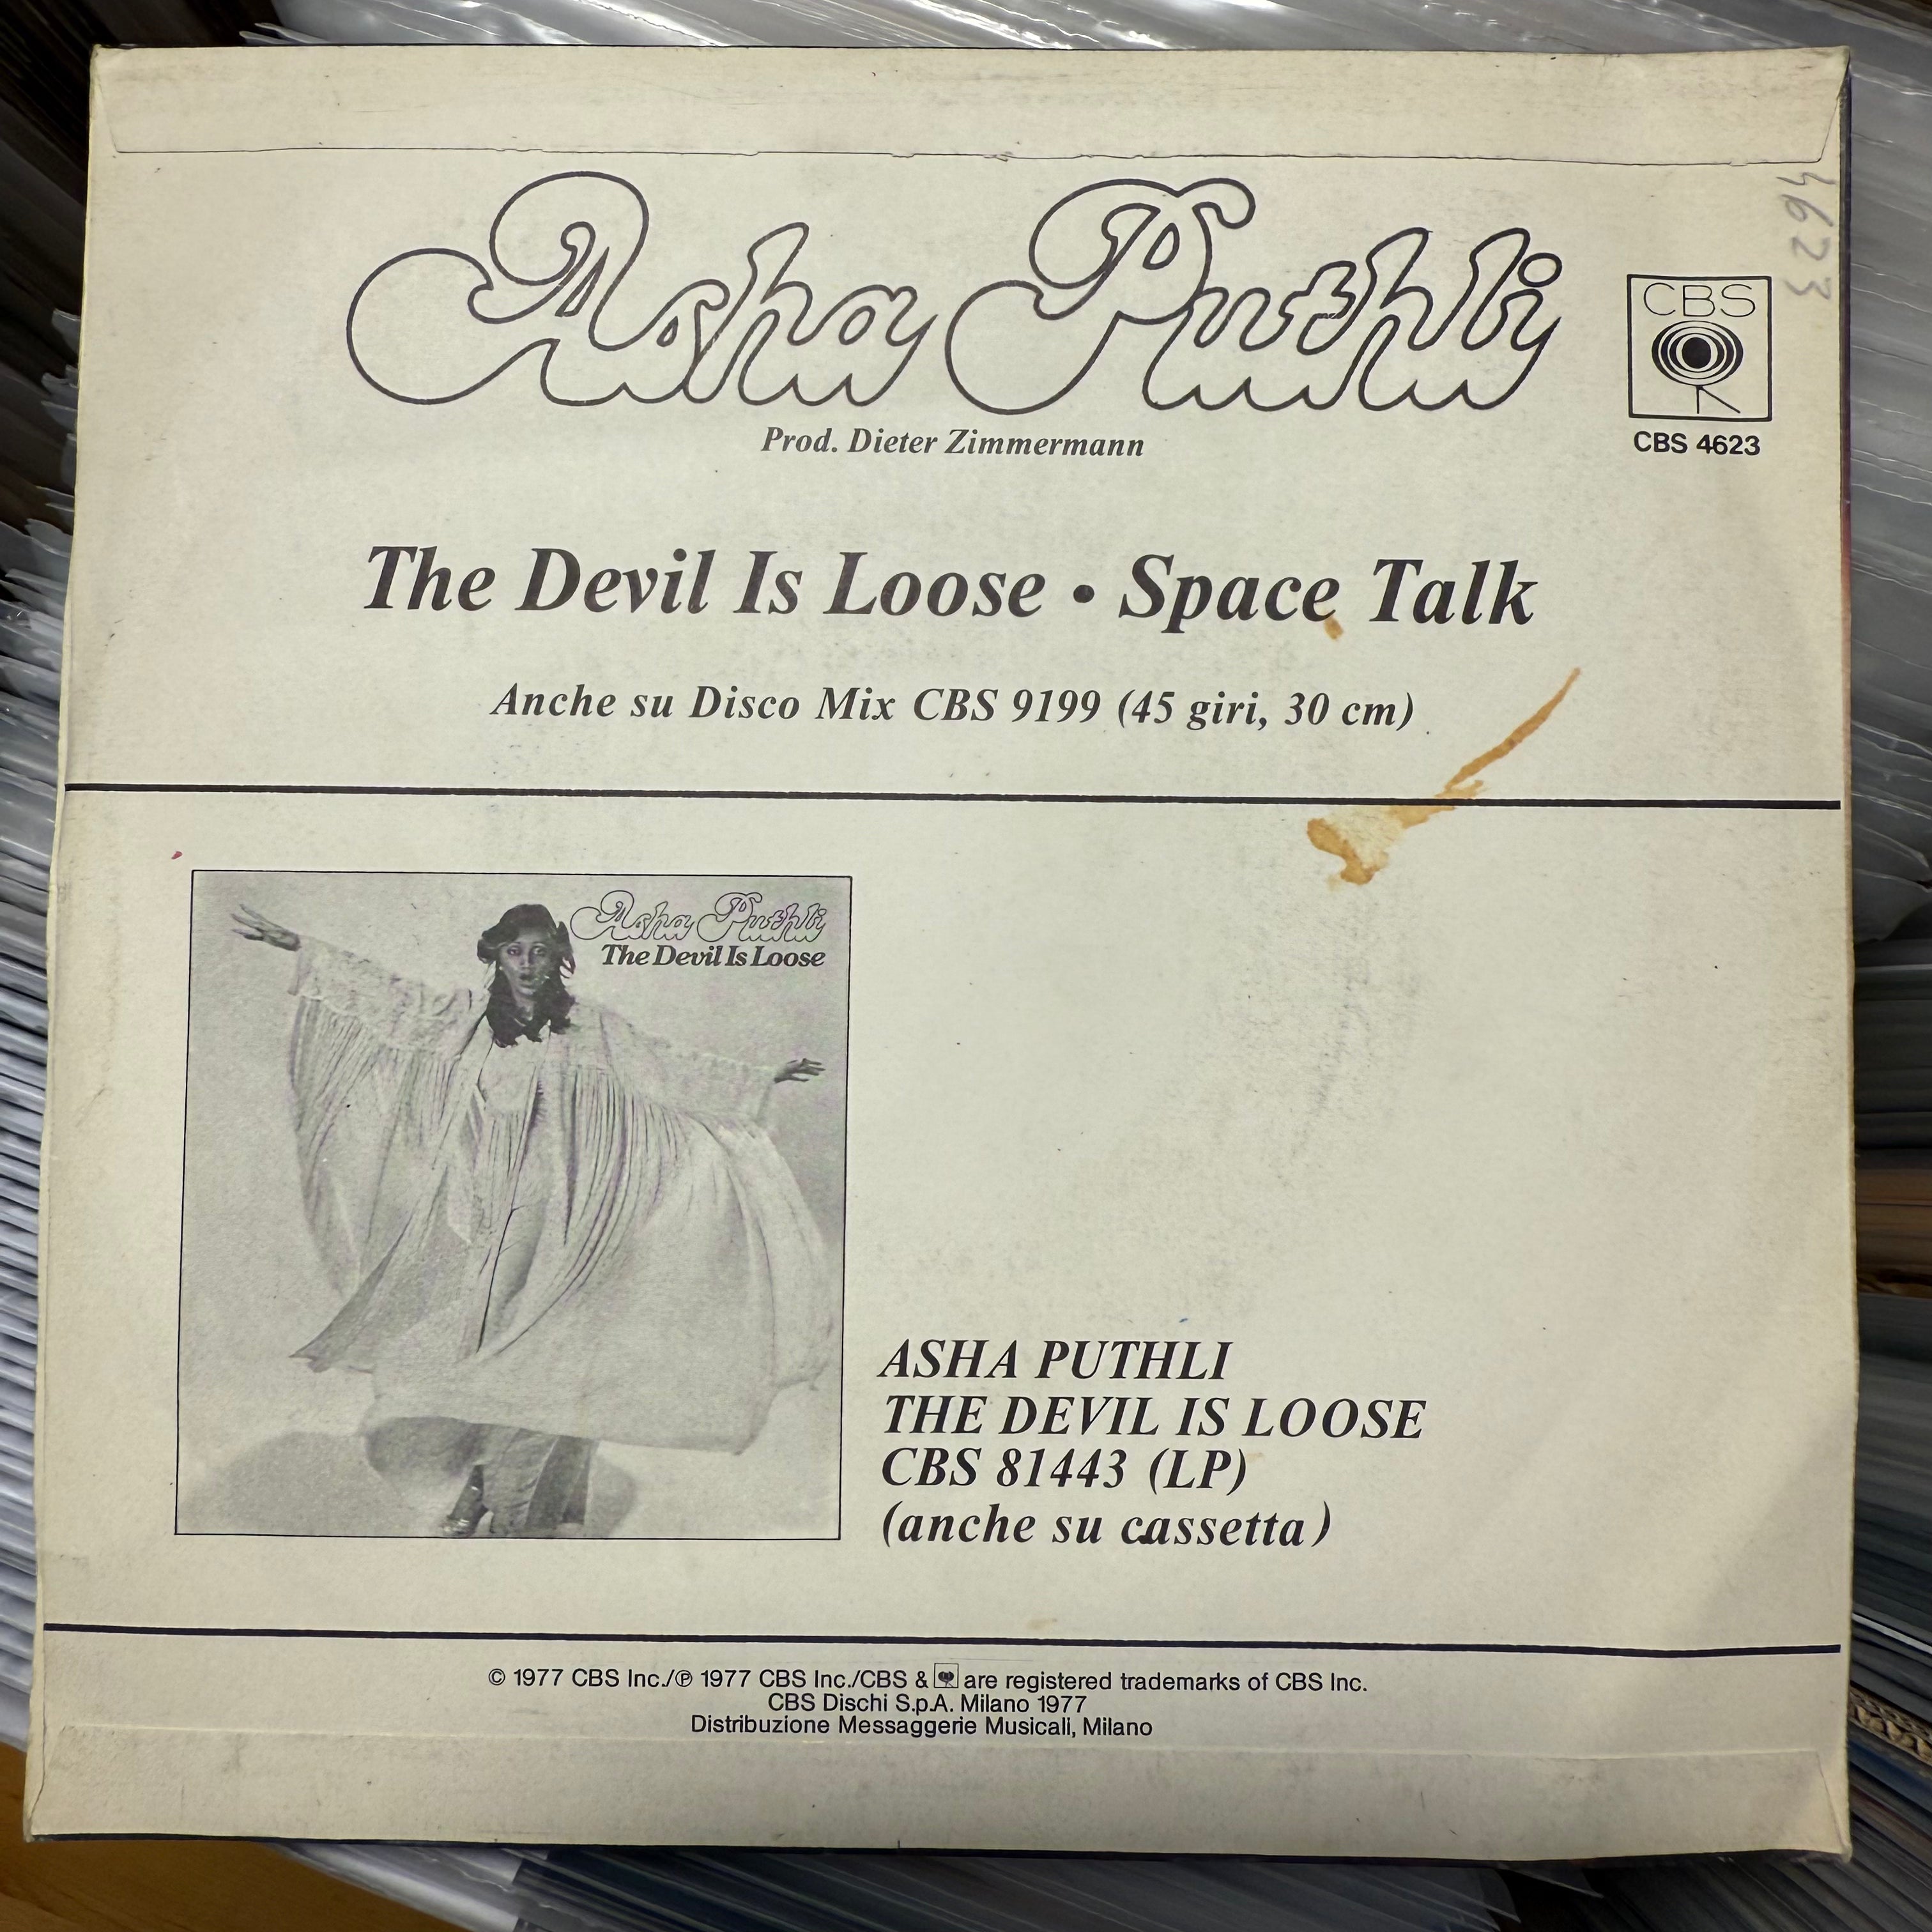 4623
Asha Puthli
CBS
CBS 4623
Prod. Dieter Zimmermann
The Devil Is Loose • Space Talk
Anche su Disco Mix CBS 9199 (45 giri, 30 cm)
Asha Puthli
The Devil Is Loose
ASHA PUTHLI
THE DEVIL IS LOOSE
CBS 81443 (LP)
(anche su cassetta)
© 1977 CBS Inc./℗ 1977 CBS Inc./CBS & are registered trademarks of CBS Inc.
CBS Dischi S.p.A. Milano 1977
Distribuzione Messaggerie Musicali, Milano